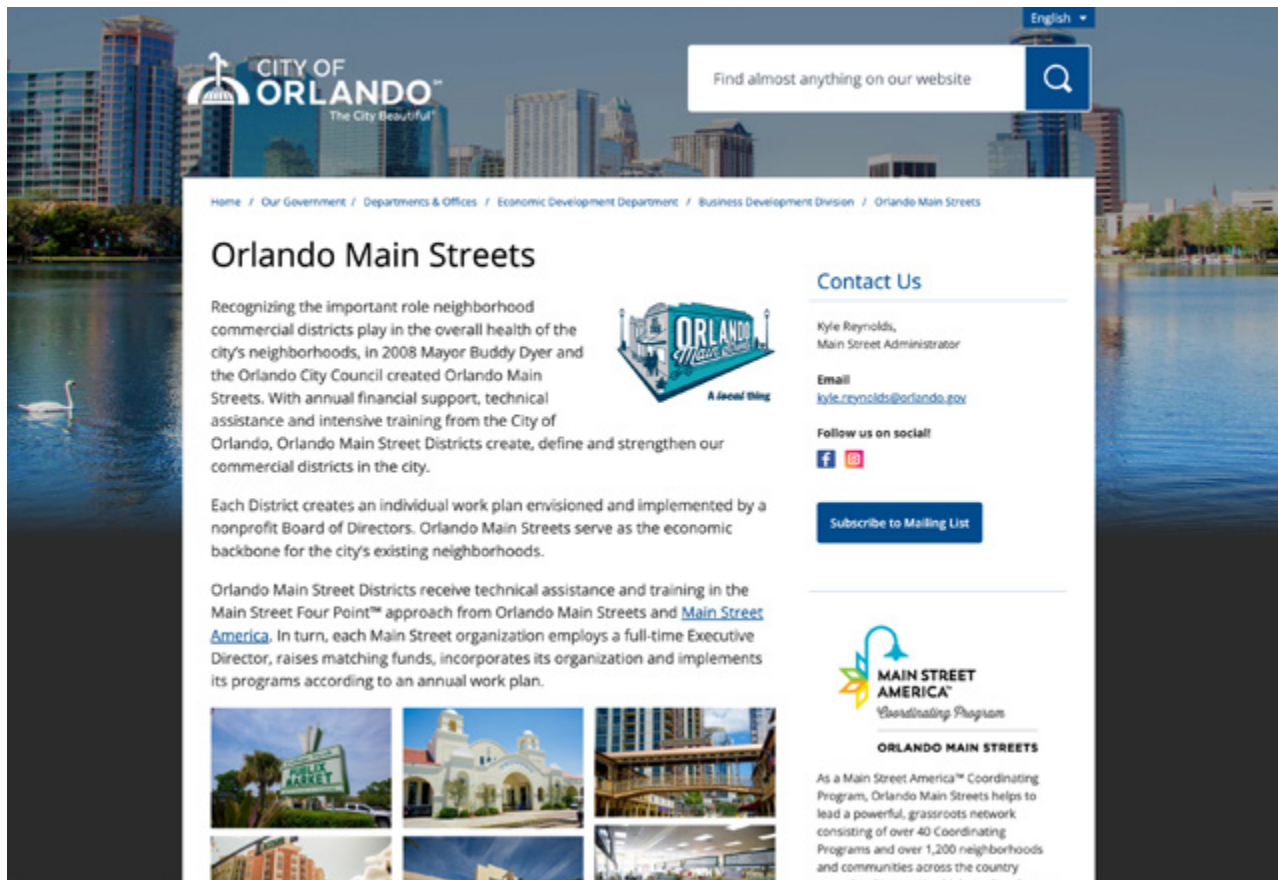 English
CITY OF
ORLANDO
The City Beautiful
Find almost anything on our website
Home / Our Government / Departments & Offices / Economic Development Department / Business Development Division / Orlando Main Streets
Orlando Main Streets
Recognizing the important role neighborhood
commercial districts play in the overall health of the
city's neighborhoods, in 2008 Mayor Buddy Dyer and
the Orlando City Council created Orlando Main
Streets. With annual financial support, technical
assistance and intensive training from the City of
Orlando, Orlando Main Street Districts create, define and strengthen our
commercial districts in the city.
ORLANDO
Main Streets
A local thing
Each District creates an individual work plan envisioned and implemented by a
nonprofit Board of Directors. Orlando Main Streets serve as the economic
backbone for the city's existing neighborhoods.
Orlando Main Street Districts receive technical assistance and training in the
Main Street Four Point™ approach from Orlando Main Streets and Main Street
America. In turn, each Main Street organization employs a full-time Executive
Director, raises matching funds, incorporates its organization and implements
its programs according to an annual work plan.
PUBLIX
MARKET
Contact Us
Kyle Reynolds,
Main Street Administrator
Email
kyle.reynolds@orlando.gov
Follow us on social!
Subscribe to Mailing List
MAIN STREET
AMERICA™
Coordinating Program
ORLANDO MAIN STREETS
As a Main Street America™ Coordinating
Program, Orlando Main Streets helps to
lead a powerful, grassroots network
consisting of over 40 Coordinating
Programs and over 1,200 neighborhoods
and communities across the country